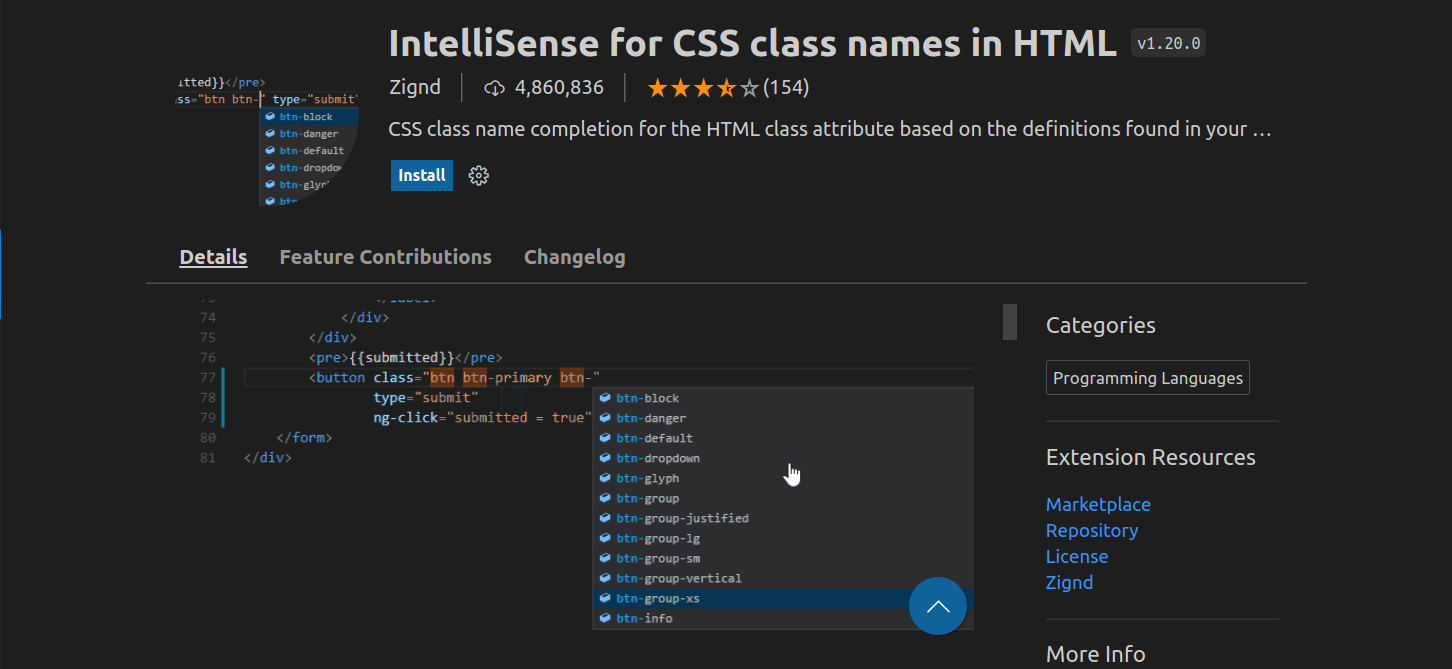 IntelliSense for CSS class names in HTML v1.20.0
Zignd 4,860,836 (154)
CSS class name completion for the HTML class attribute based on the definitions found in your …
Install
itted}}</pre>
ss="btn btn-" type="submit"
btn-block
btn-danger
btn-default
Details Feature Contributions Changelog
74 </div>
75 </div>
76 <pre>{{submitted}}</pre>
77 <button class="btn btn-primary btn-"
78 type="submit"
79 ng-click="submitted = true"
80 </form>
81 </div>
btn-block
btn-danger
btn-default
btn-dropdown
btn-glyph
btn-group
btn-group-justified
btn-group-lg
btn-group-sm
btn-group-vertical
btn-group-xs
btn-info
Categories
Programming Languages
Extension Resources
Marketplace
Repository
License
Zignd
More Info